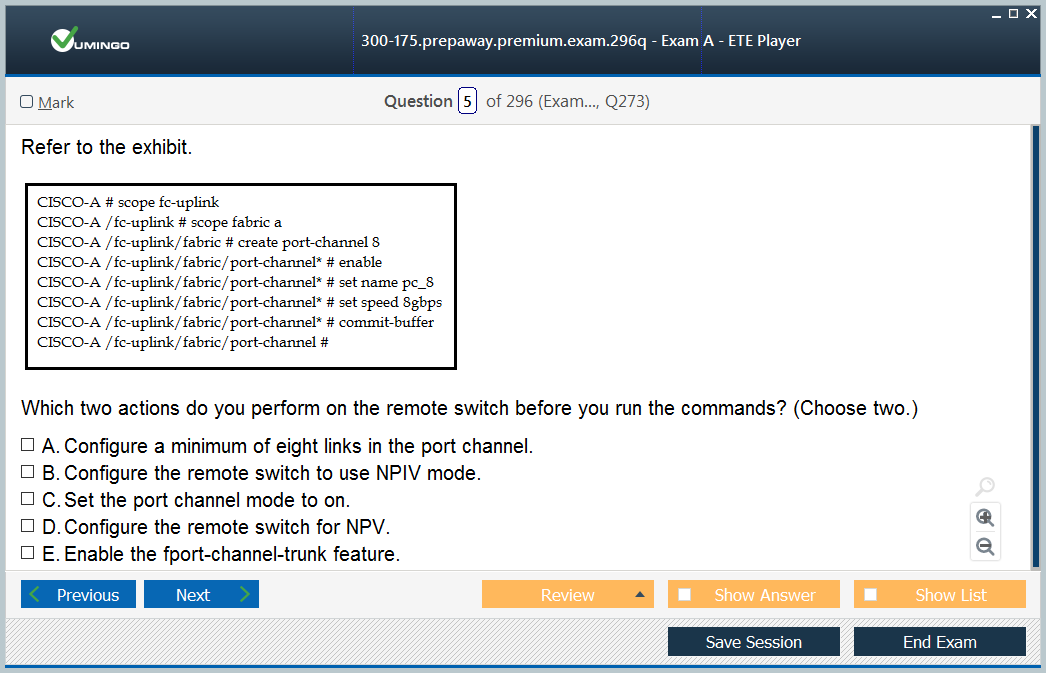 VUMINGO
300-175.prepaway.premium.exam.296q - Exam A - ETE Player
Mark
Question 5 of 296 (Exam..., Q273)
Refer to the exhibit.
CISCO-A # scope fc-uplink
CISCO-A /fc-uplink # scope fabric a
CISCO-A /fc-uplink/fabric # create port-channel 8
CISCO-A /fc-uplink/fabric/port-channel* # enable
CISCO-A /fc-uplink/fabric/port-channel* # set name pc_8
CISCO-A /fc-uplink/fabric/port-channel* # set speed 8gbps
CISCO-A /fc-uplink/fabric/port-channel* # commit-buffer
CISCO-A /fc-uplink/fabric/port-channel #
Which two actions do you perform on the remote switch before you run the commands? (Choose two.)
A. Configure a minimum of eight links in the port channel.
B. Configure the remote switch to use NPIV mode.
C. Set the port channel mode to on.
D. Configure the remote switch for NPV.
E. Enable the fport-channel-trunk feature.
Previous Next Review Show Answer Show List
Save Session End Exam